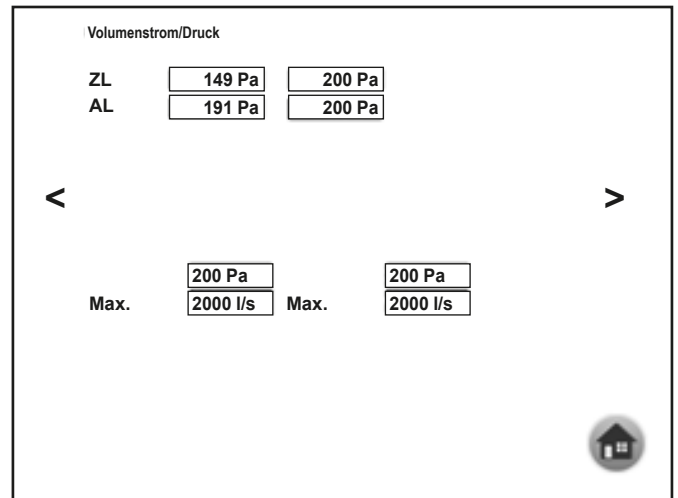 Volumenstrom/Druck
ZL 149 Pa 200 Pa
AL 191 Pa 200 Pa
< >
200 Pa 200 Pa
Max. 2000 l/s Max. 2000 l/s